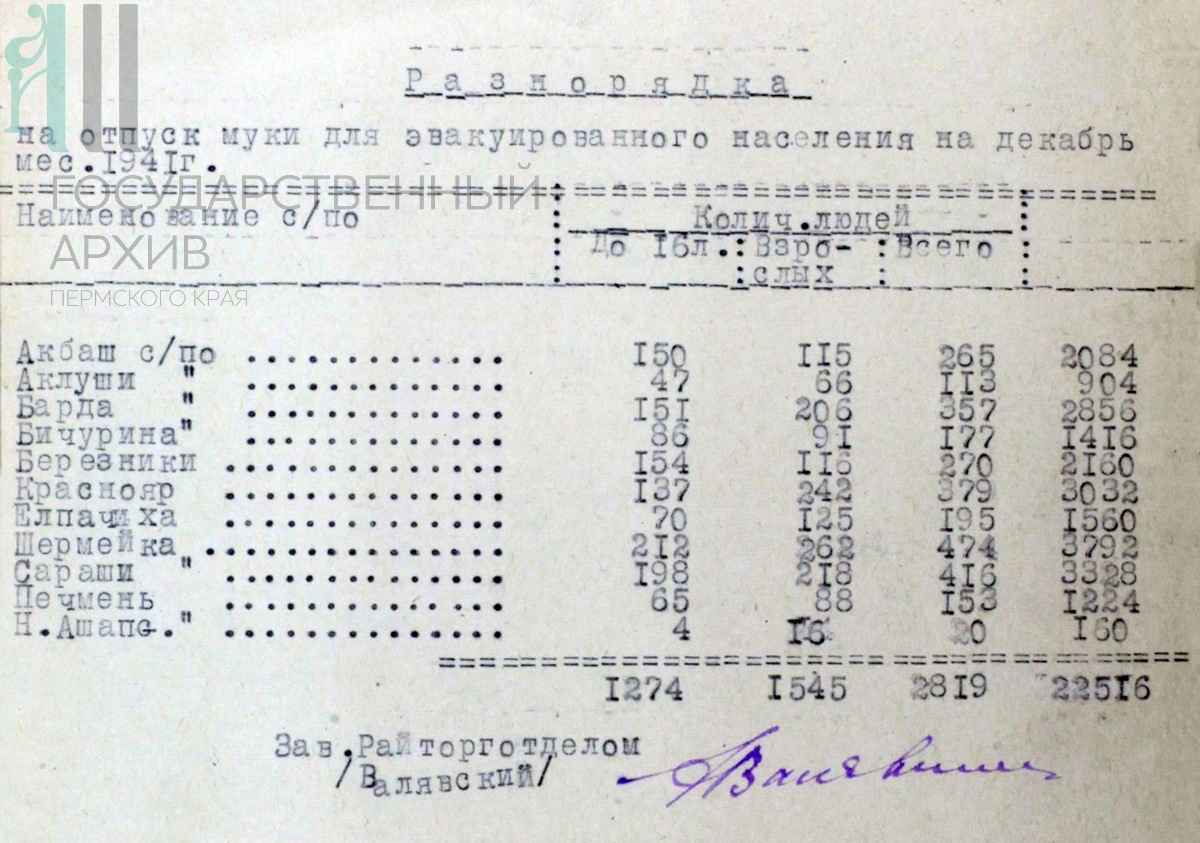 Разнорядка
на отпуск муки для эвакуированного населения на декабрь
мес.1941г.
ГОСУДАРСТВЕННЫЙ
АРХИВ
ПЕРМСКОГО КРАЯ
Наименование с/по Колич.людей
До 16л. Взро- Всего
слых
Акбаш с/по 150 115 265 2084
Аклуши " 47 66 113 904
Барда " 151 206 357 2856
Бичурина" 86 91 177 1416
Березники 154 116 270 2160
Краснояр 137 242 379 3032
Елпачиха 70 125 195 1560
Шермейка 212 262 474 3792
Сараши " 198 218 416 3328
Печмень 65 88 153 1224
Н.Ашап-." 4 16 20 160
1274 1545 2819 22516
Зав.Райторготделом
/Валявский/ Валявский